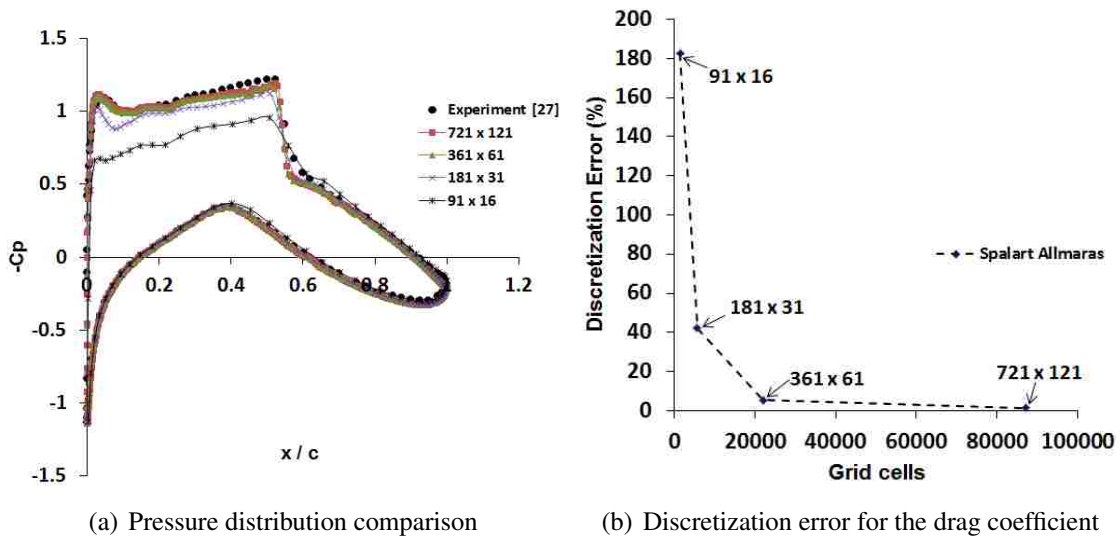 1.5
1
0.5
0
-0.5
-1
-1.5
-Cp
0
0.2
0.4
0.6
0.8
1
1.2
x / c
Experiment [27]
721 x 121
361 x 61
181 x 31
91 x 16
(a) Pressure distribution comparison
200
180
160
140
120
100
80
60
40
20
0
Discretization Error (%)
91 x 16
181 x 31
361 x 61
721 x 121
Spalart Allmaras
0
20000
40000
60000
80000
100000
Grid cells
(b) Discretization error for the drag coefficient